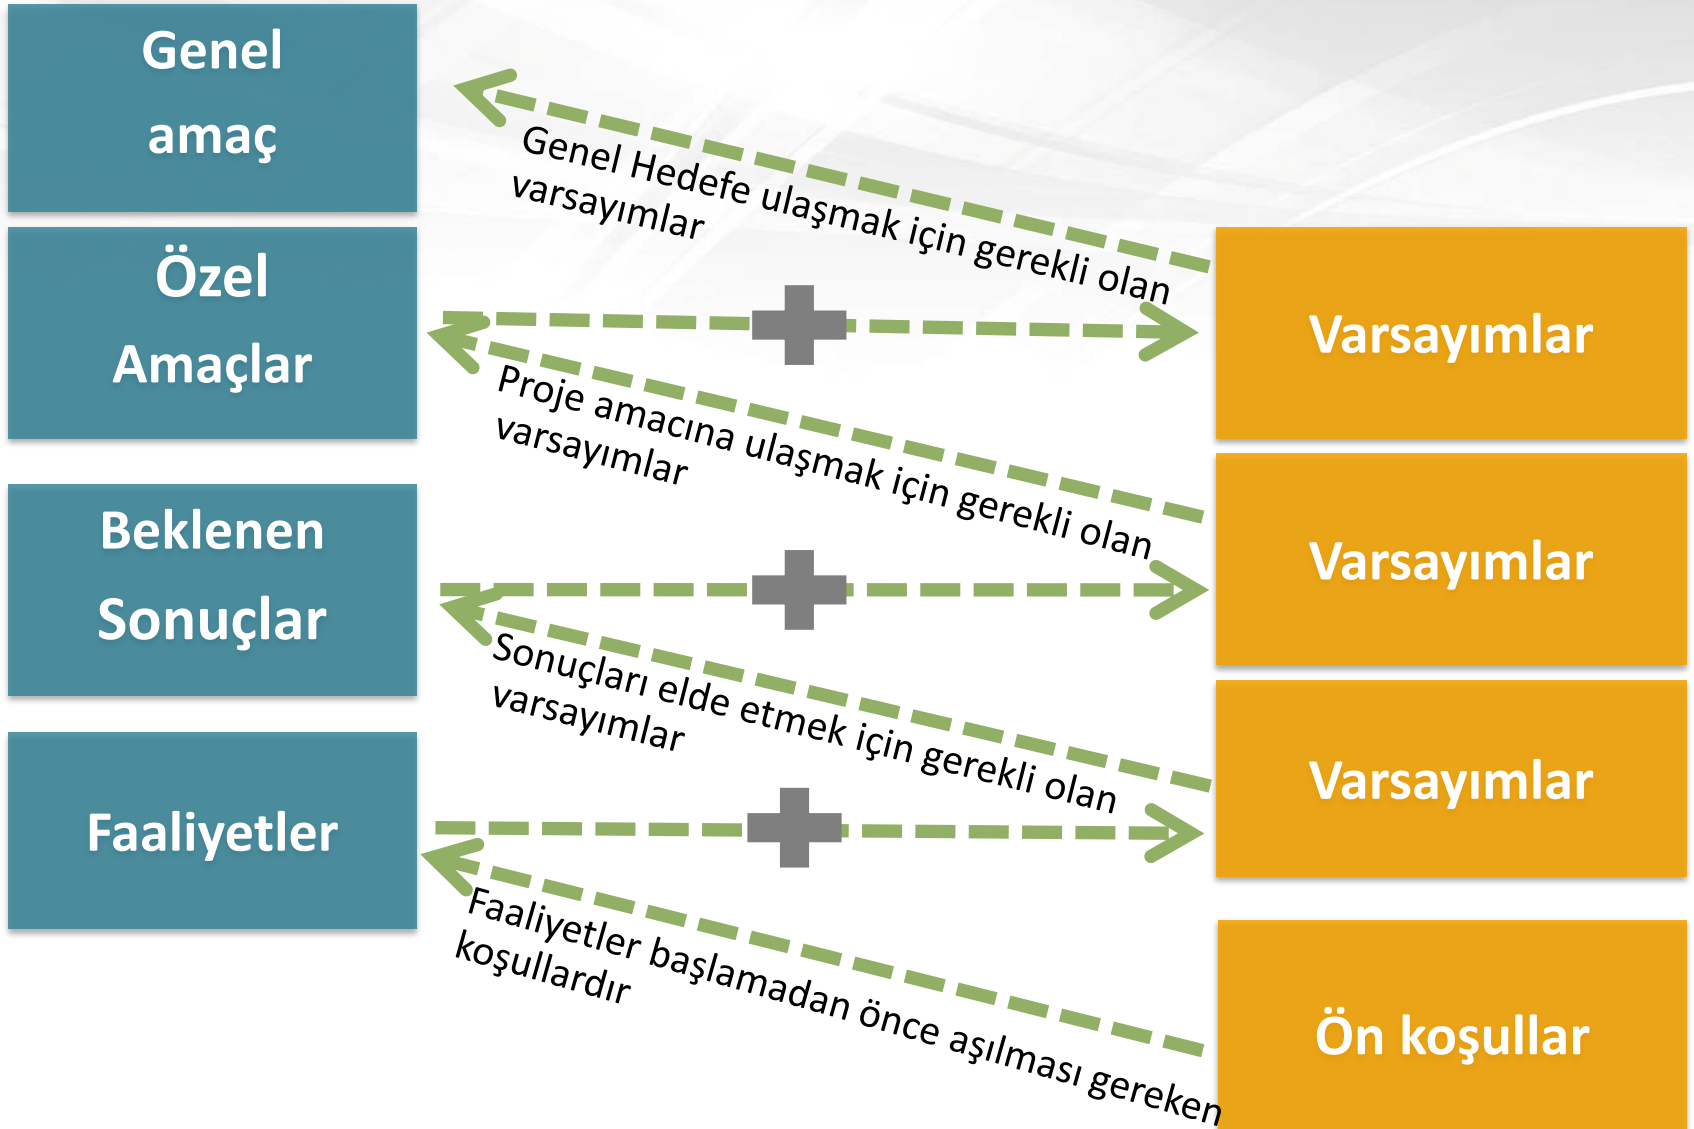 Genel
amaç
Genel Hedefe ulaşmak için gerekli olan
varsayımlar
Özel
Amaçlar
Varsayımlar
Proje amacına ulaşmak için gerekli olan
varsayımlar
Beklenen
Sonuçlar
Varsayımlar
Sonuçları elde etmek için gerekli olan
varsayımlar
Faaliyetler
Varsayımlar
Faaliyetler başlamadan önce aşılması gereken
koşullardır
Ön koşullar